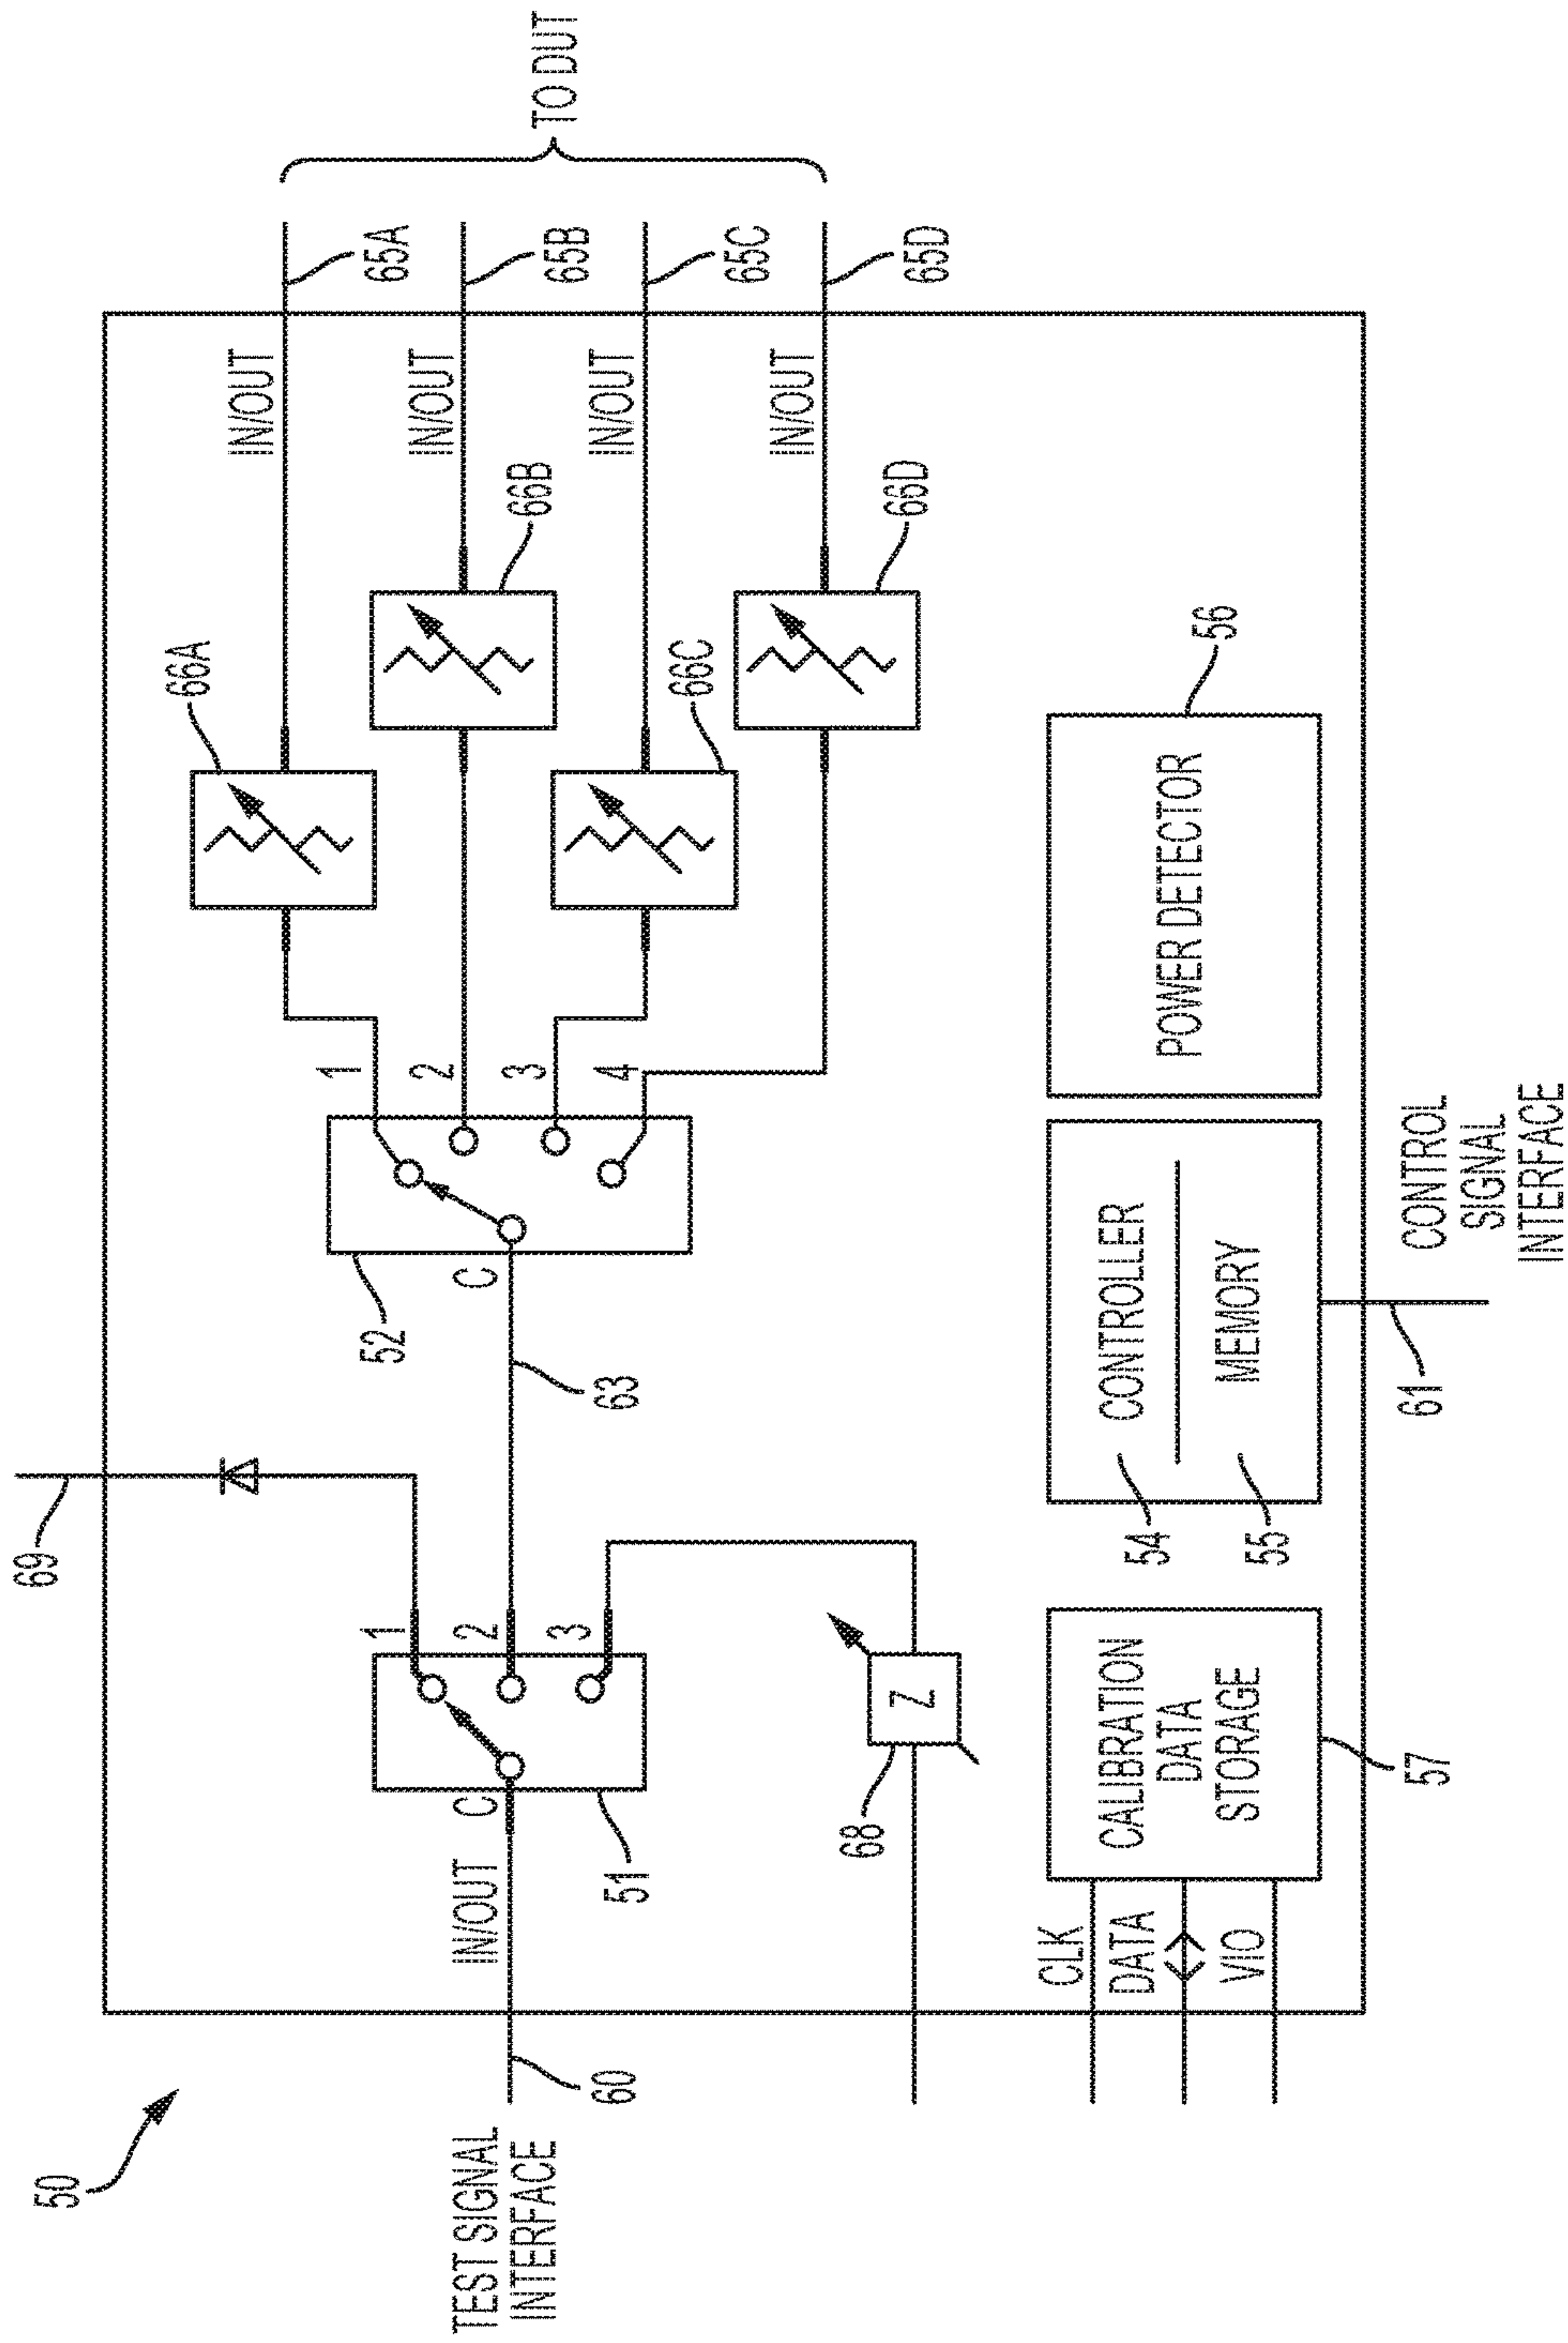 50
69
TO DUT
66A
IN/OUT
65A
66B
IN/OUT
65B
66C
IN/OUT
65C
66D
IN/OUT
65D
1
2
3
4
C
52
63
1
2
3
C
51
IN/OUT
60
TEST SIGNAL
INTERFACE
Z
68
CLK
DATA
VIO
CALIBRATION
DATA
STORAGE
57
CONTROLLER
54
MEMORY
55
POWER DETECTOR
56
61
CONTROL
SIGNAL
INTERFACE